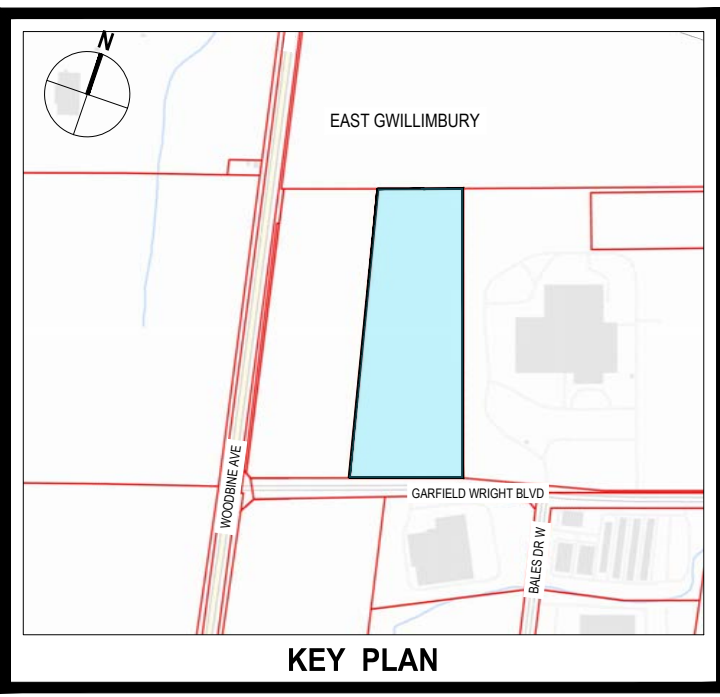 N
EAST GWILLIMBURY
WOODBINE AVE
GARFIELD WRIGHT BLVD
BALES DR W
KEY PLAN